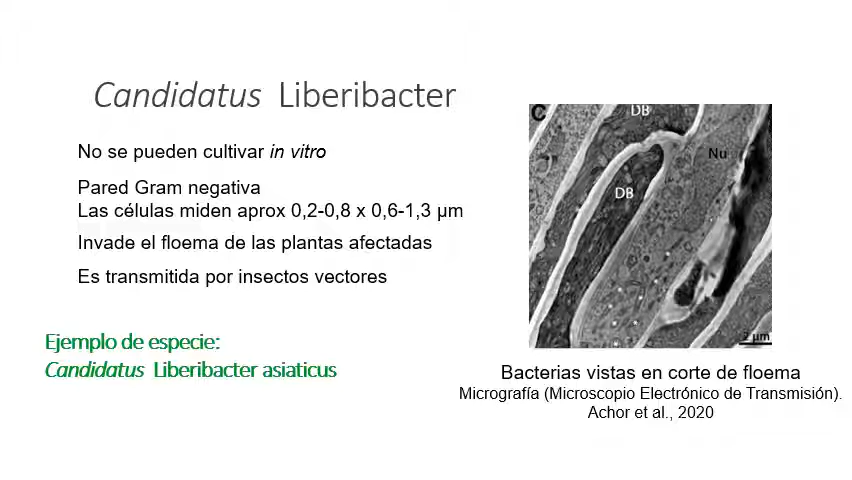 Candidatus Liberibacter
No se pueden cultivar in vitro
Pared Gram negativa
Las células miden aprox 0,2-0,8 x 0,6-1,3 µm
Invade el floema de las plantas afectadas
Es transmitida por insectos vectores
Ejemplo de especie:
Candidatus Liberibacter asiaticus
C
DB
Nu
DB
2 µm
Bacterias vistas en corte de floema
Micrografía (Microscopio Electrónico de Transmisión).
Achor et al., 2020